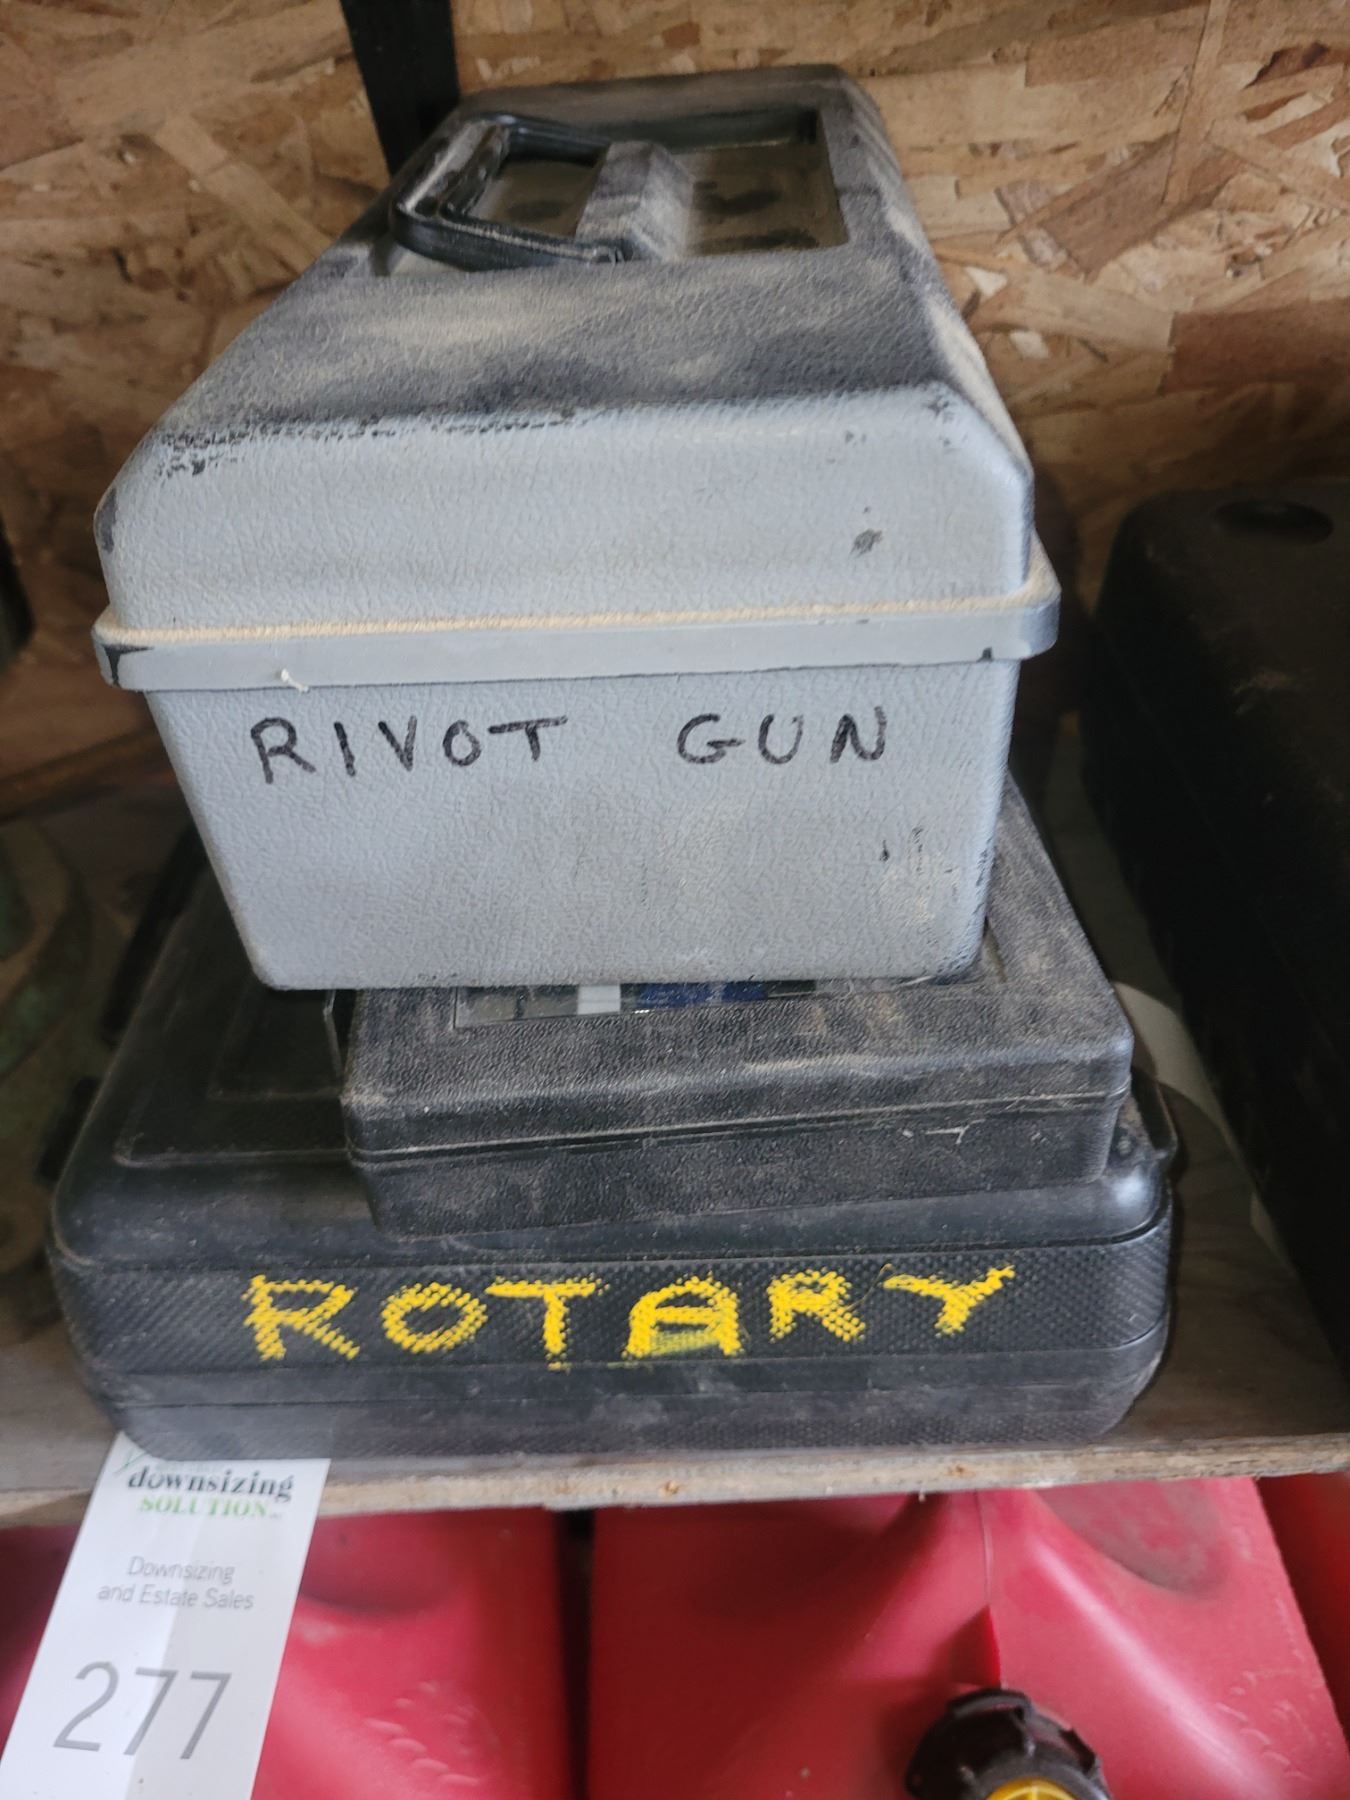 RIVOT GUN
ROTARY
downsizing
SOLUTION
Downsizing
and Estate Sales
277